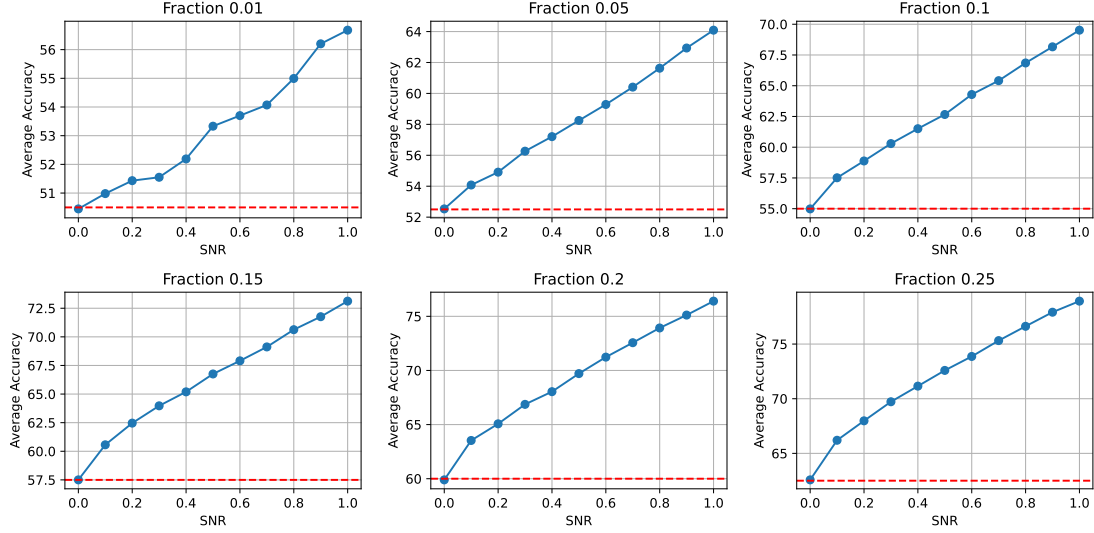 Fraction 0.01
Average Accuracy
56
55
54
53
52
51
0.0 0.2 0.4 0.6 0.8 1.0
SNR
Fraction 0.05
Average Accuracy
64
62
60
58
56
54
52
0.0 0.2 0.4 0.6 0.8 1.0
SNR
Fraction 0.1
Average Accuracy
70.0
67.5
65.0
62.5
60.0
57.5
55.0
0.0 0.2 0.4 0.6 0.8 1.0
SNR
Fraction 0.15
Average Accuracy
72.5
70.0
67.5
65.0
62.5
60.0
57.5
0.0 0.2 0.4 0.6 0.8 1.0
SNR
Fraction 0.2
Average Accuracy
75
70
65
60
0.0 0.2 0.4 0.6 0.8 1.0
SNR
Fraction 0.25
Average Accuracy
75
70
65
0.0 0.2 0.4 0.6 0.8 1.0
SNR